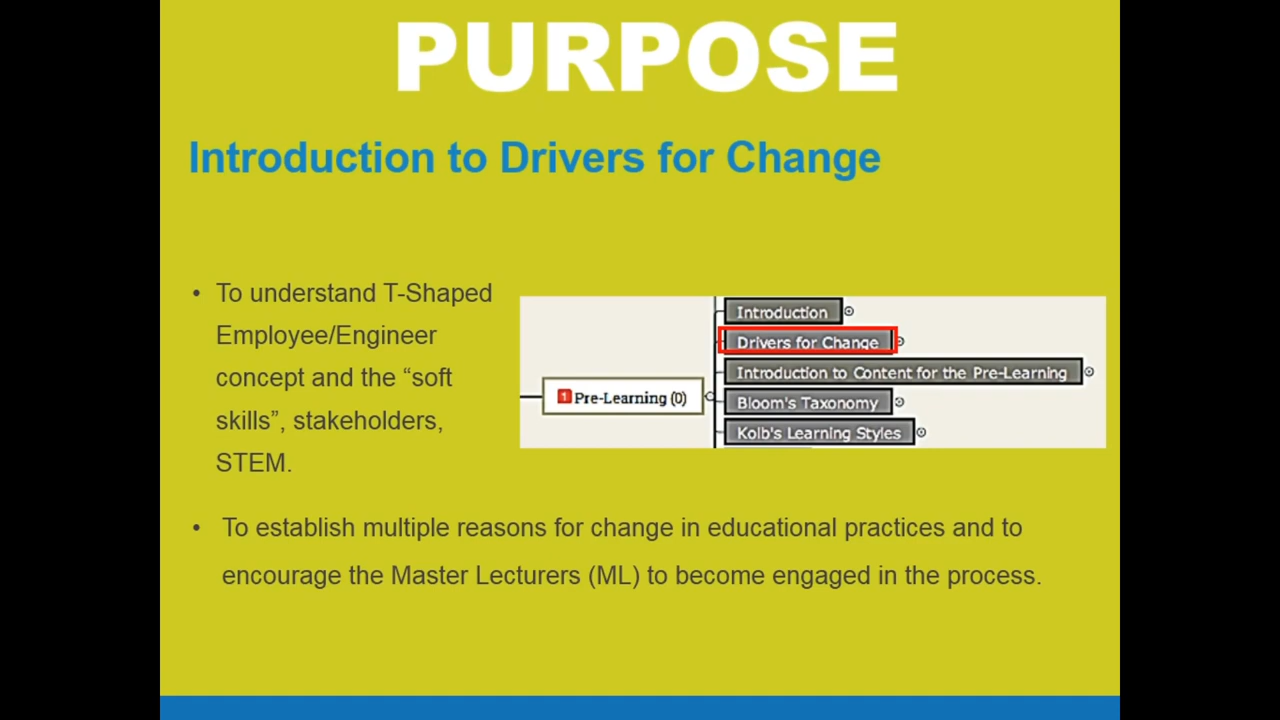 PURPOSE
Introduction to Drivers for Change
• To understand T-Shaped
Employee/Engineer
concept and the “soft
skills”, stakeholders,
STEM.
1 Pre-Learning (0)
Introduction
Drivers for Change
Introduction to Content for the Pre-Learning
Bloom's Taxonomy
Kolb's Learning Styles
• To establish multiple reasons for change in educational practices and to
encourage the Master Lecturers (ML) to become engaged in the process.